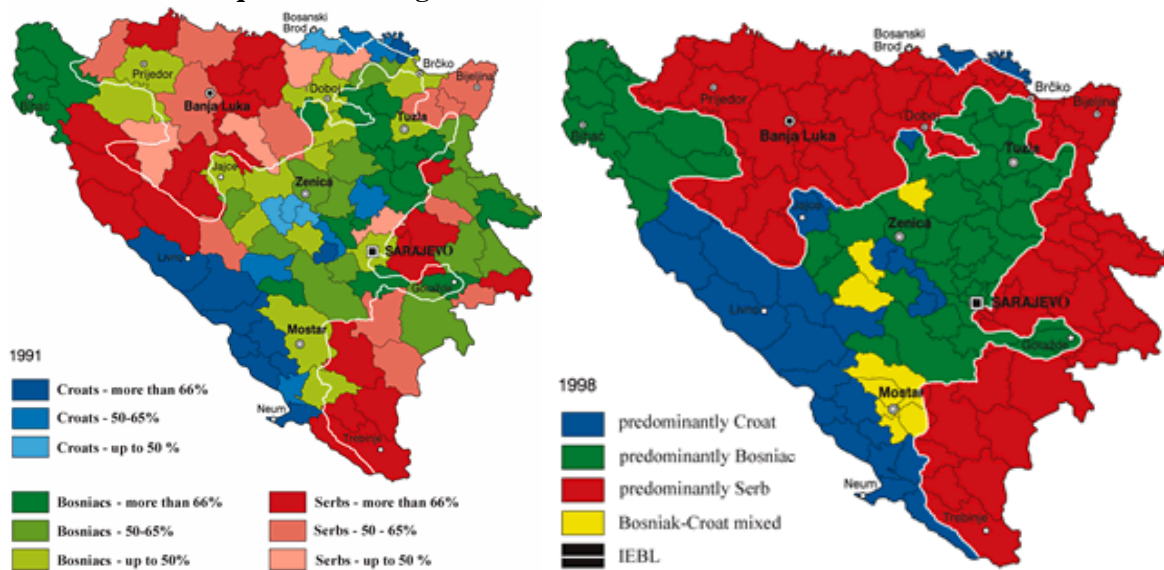 Bosanski
Brod
Prijedor
Banja Luka
Doboj
Brčko
Bijeljina
Bihać
Tuzla
Jajce
Zenica
SARAJEVO
Livno
Goražde
Mostar
Neum
Trebinje
1991
Croats - more than 66%
Croats - 50-65%
Croats - up to 50 %
Bosniacs - more than 66%
Bosniacs - 50-65%
Bosniacs - up to 50%
Serbs - more than 66%
Serbs - 50 - 65%
Serbs - up to 50 %
Bosanski
Brod
Prijedor
Banja Luka
Doboj
Brčko
Bijeljina
Bihać
Tuzla
Jajce
Zenica
SARAJEVO
Livno
Goražde
Mostar
Neum
Trebinje
1998
predominantly Croat
predominantly Bosniac
predominantly Serb
Bosniak-Croat mixed
IEBL